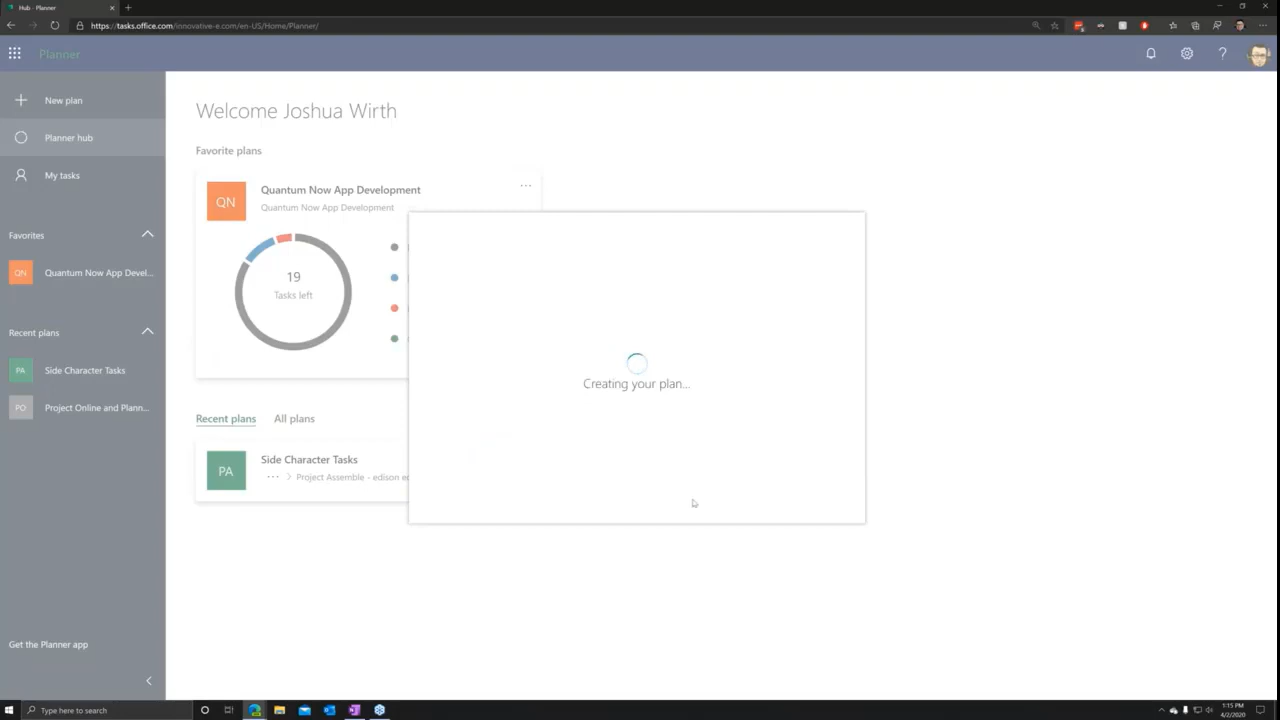 Hub - Planner
https://tasks.office.com/innovative-e.com/en-US/Home/Planner/
Planner
New plan
Planner hub
My tasks
Favorites
QN
Quantum Now App Devel...
Recent plans
PA
Side Character Tasks
PO
Project Online and Plann...
Get the Planner app
Welcome Joshua Wirth
Favorite plans
QN
Quantum Now App Development
Quantum Now App Development
19
Tasks left
Creating your plan...
Recent plans
All plans
PA
Side Character Tasks
Project Assemble - edison
Type here to search
1:15 PM
4/2/2020